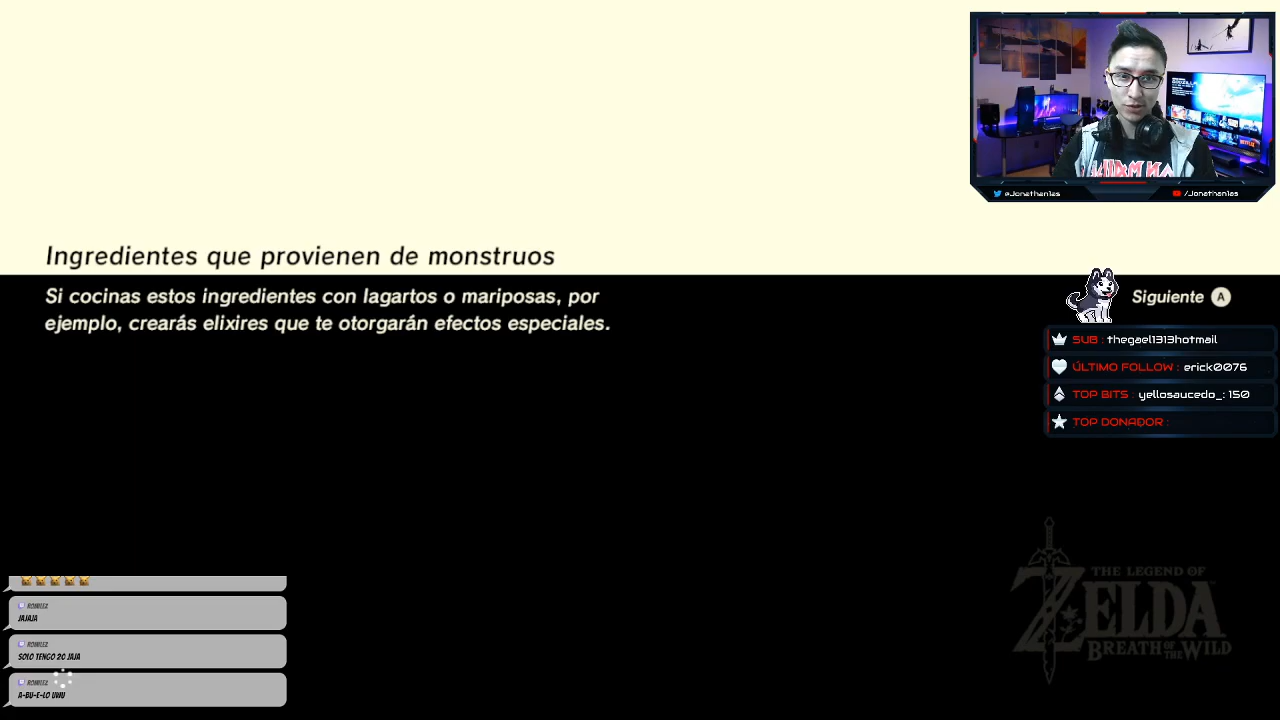 @Jonathan1as
/Jonathan1as
Ingredientes que provienen de monstruos
Si cocinas estos ingredientes con lagartos o mariposas, por
ejemplo, crearás elixires que te otorgarán efectos especiales.
Siguiente A
SUB : thegael1313hotmail
ÚLTIMO FOLLOW : erick0076
TOP BITS : yellosaucedo_: 150
TOP DONADOR :
JAJAJA
SOLO TENGO 20 JAJA
A-BU-E-LO UWU
THE LEGEND OF
ZELDA
BREATH OF THE WILD